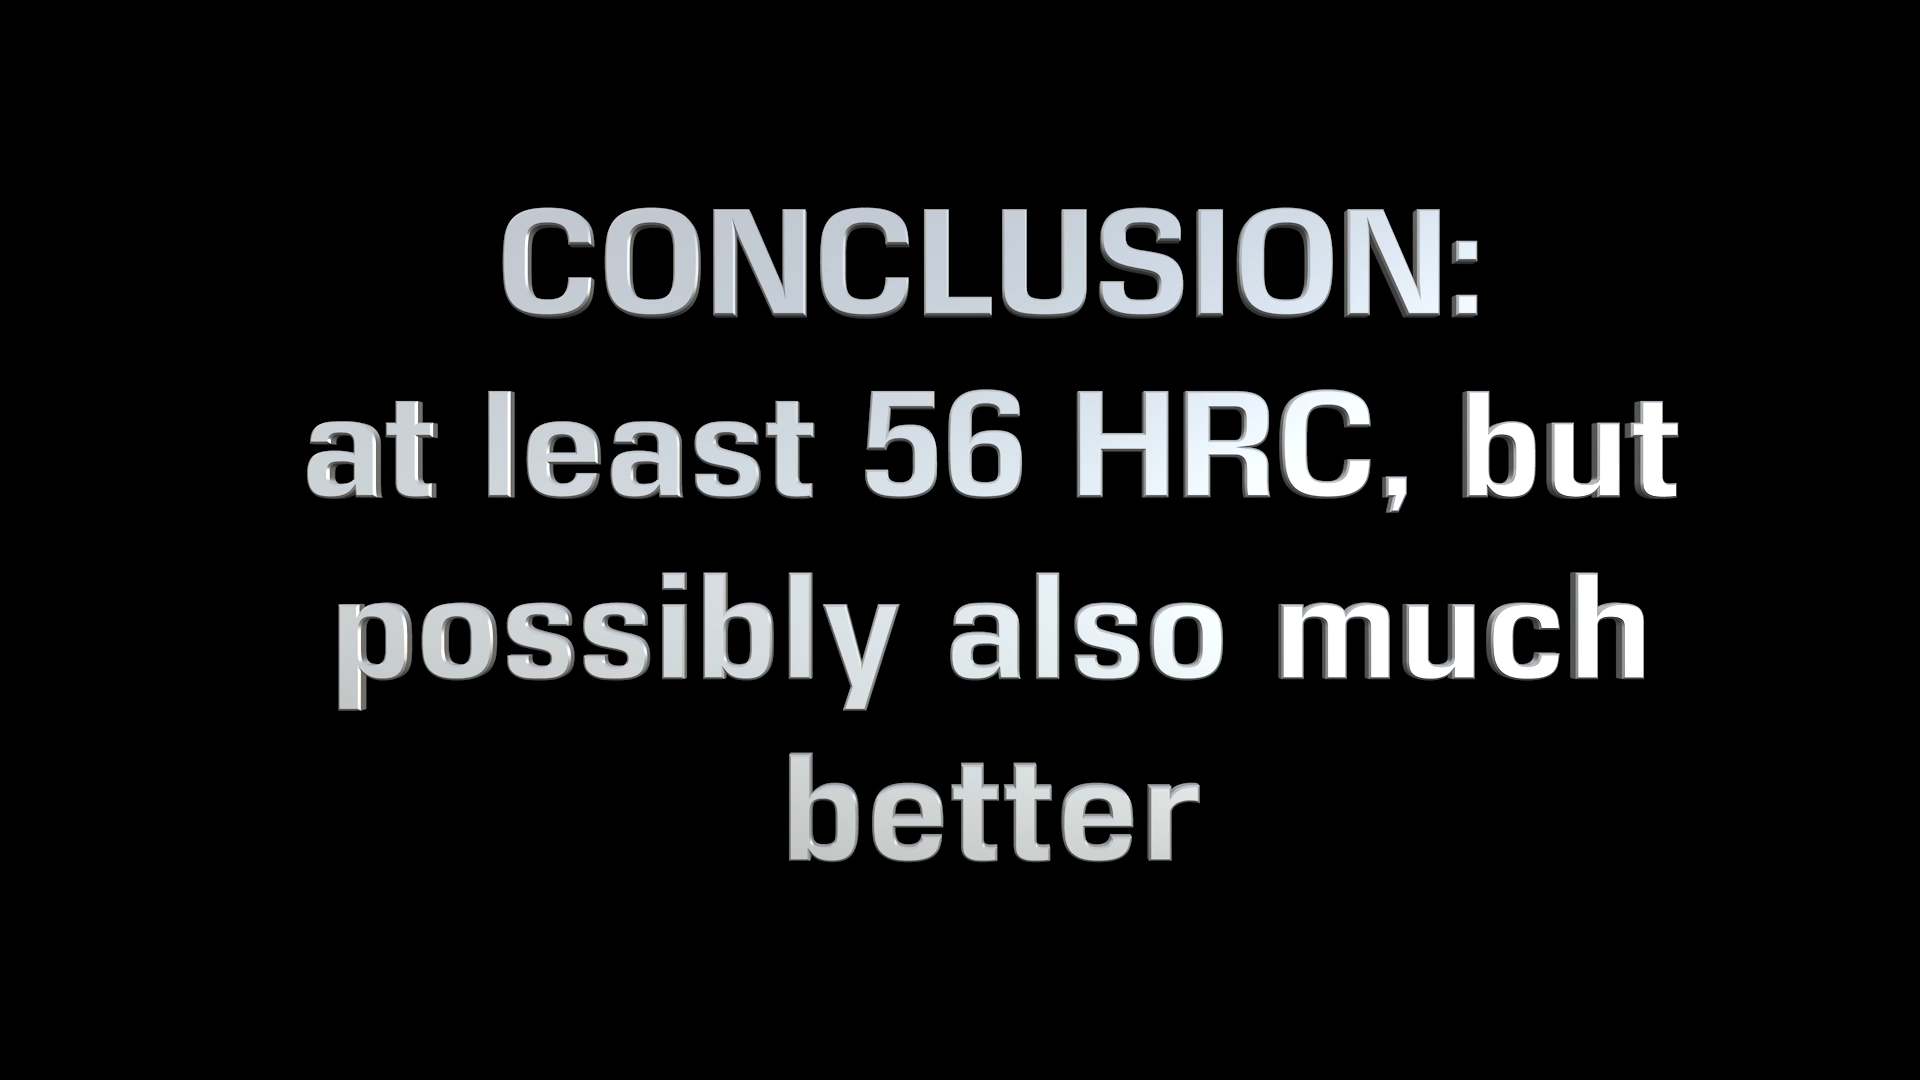 CONCLUSION:
at least 56 HRC, but
possibly also much
better